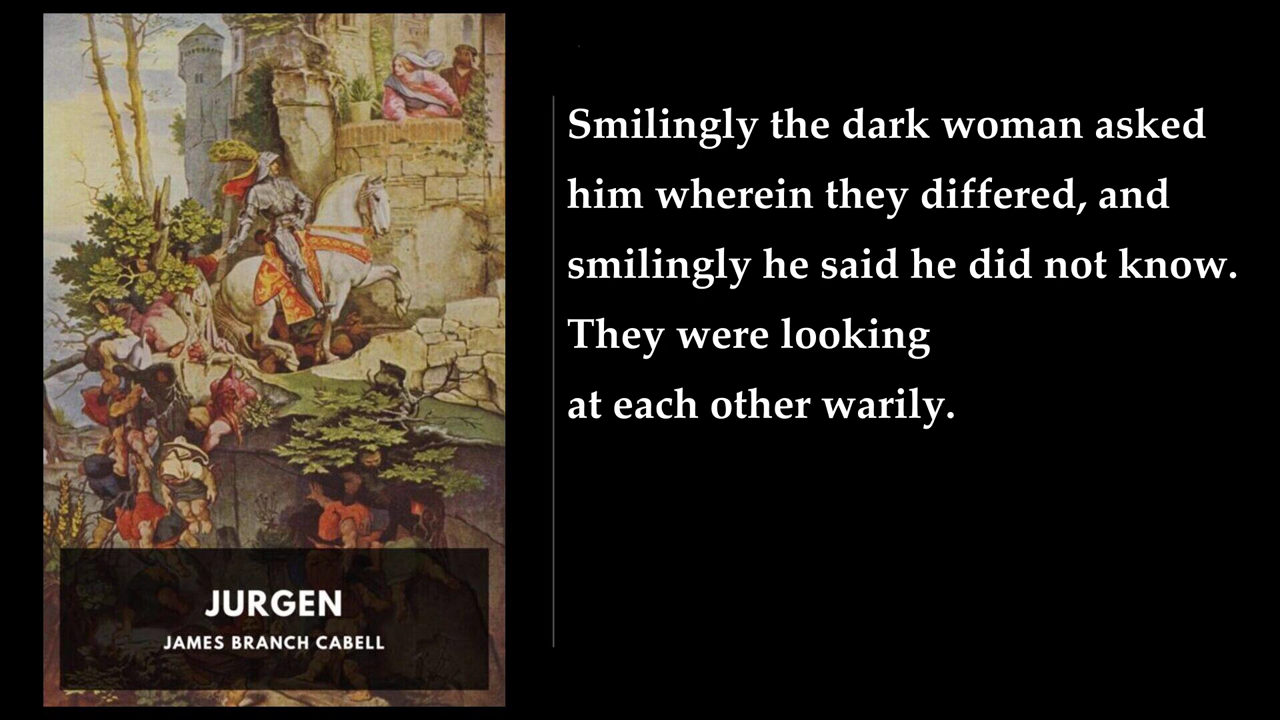 Smilingly the dark woman asked
him wherein they differed, and
smilingly he said he did not know.
They were looking
at each other warily.
JURGEN
JAMES BRANCH CABELL